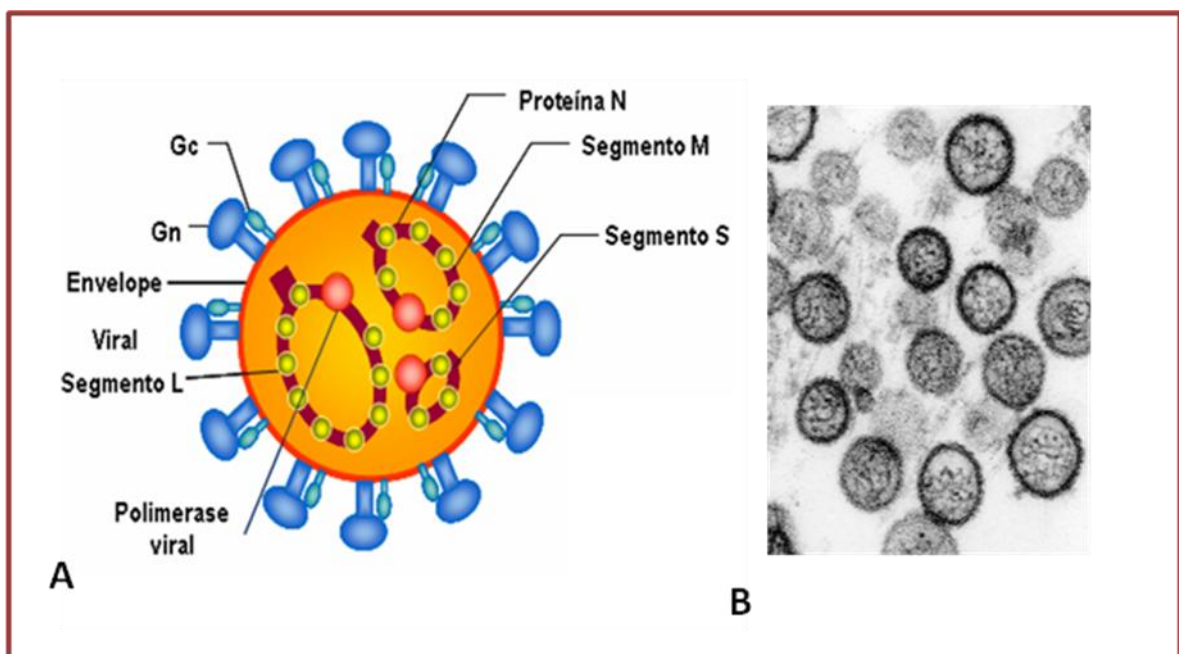 Proteína N
Gc
Segmento M
Gn
Segmento S
Envelope
Viral
Segmento L
Polimerase
viral
A
B